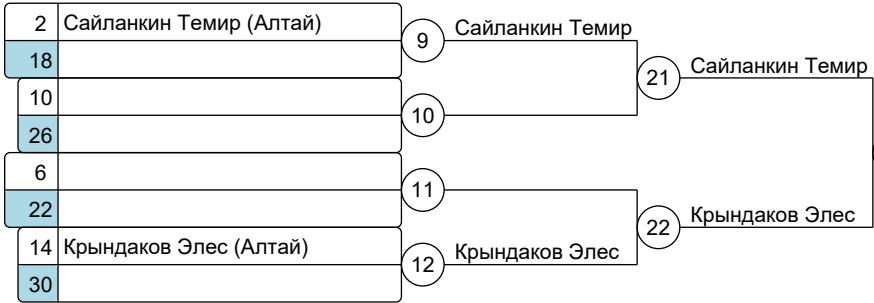 2 Сайланкин Темир (Алтай)
18
9 Сайланкин Темир
21 Сайланкин Темир
10
26
10
6
22
11
22 Крындаков Элес
14 Крындаков Элес (Алтай)
30
12 Крындаков Элес